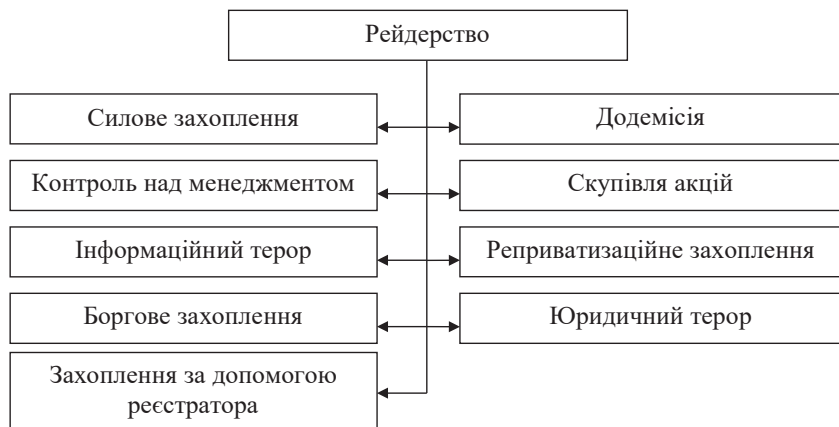 Рейдерство
Силове захоплення
Додемісія
Контроль над менеджментом
Скупівля акцій
Інформаційний терор
Реприватизаційне захоплення
Боргове захоплення
Юридичний терор
Захоплення за допомогою
реєстратора